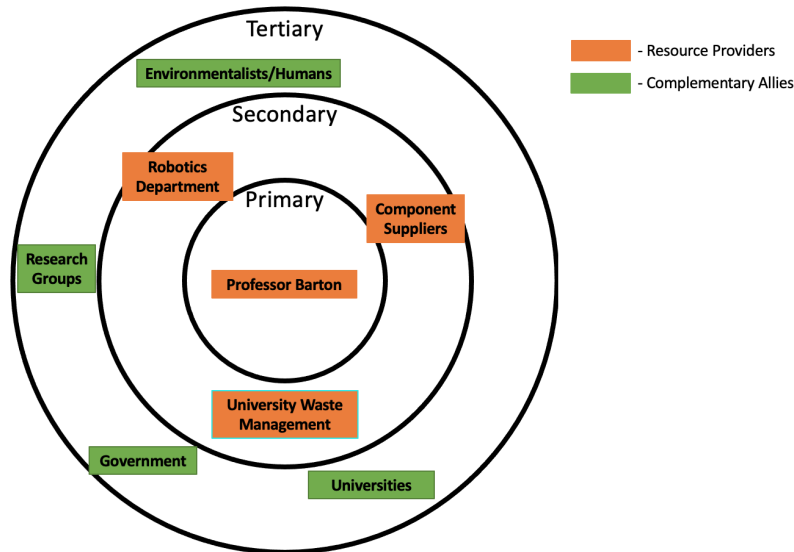 Tertiary
- Resource Providers
Environmentalists/Humans
- Complementary Allies
Secondary
Robotics
Department
Primary
Component
Suppliers
Research
Groups
Professor Barton
University Waste
Management
Government
Universities